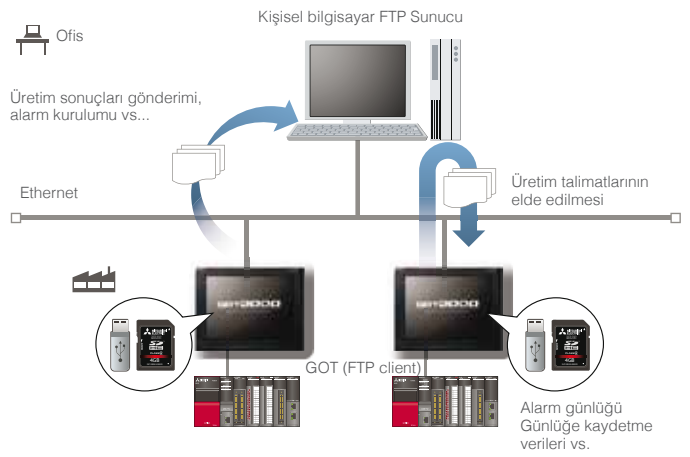 Kişisel bilgisayar FTP Sunucu
Ofis
Üretim sonuçları gönderimi,
alarm kurulumu vs...
Ethernet
Üretim talimatlarının
elde edilmesi
GOT (FTP client)
Alarm günlüğü
Günlüğe kaydetme
verileri vs.